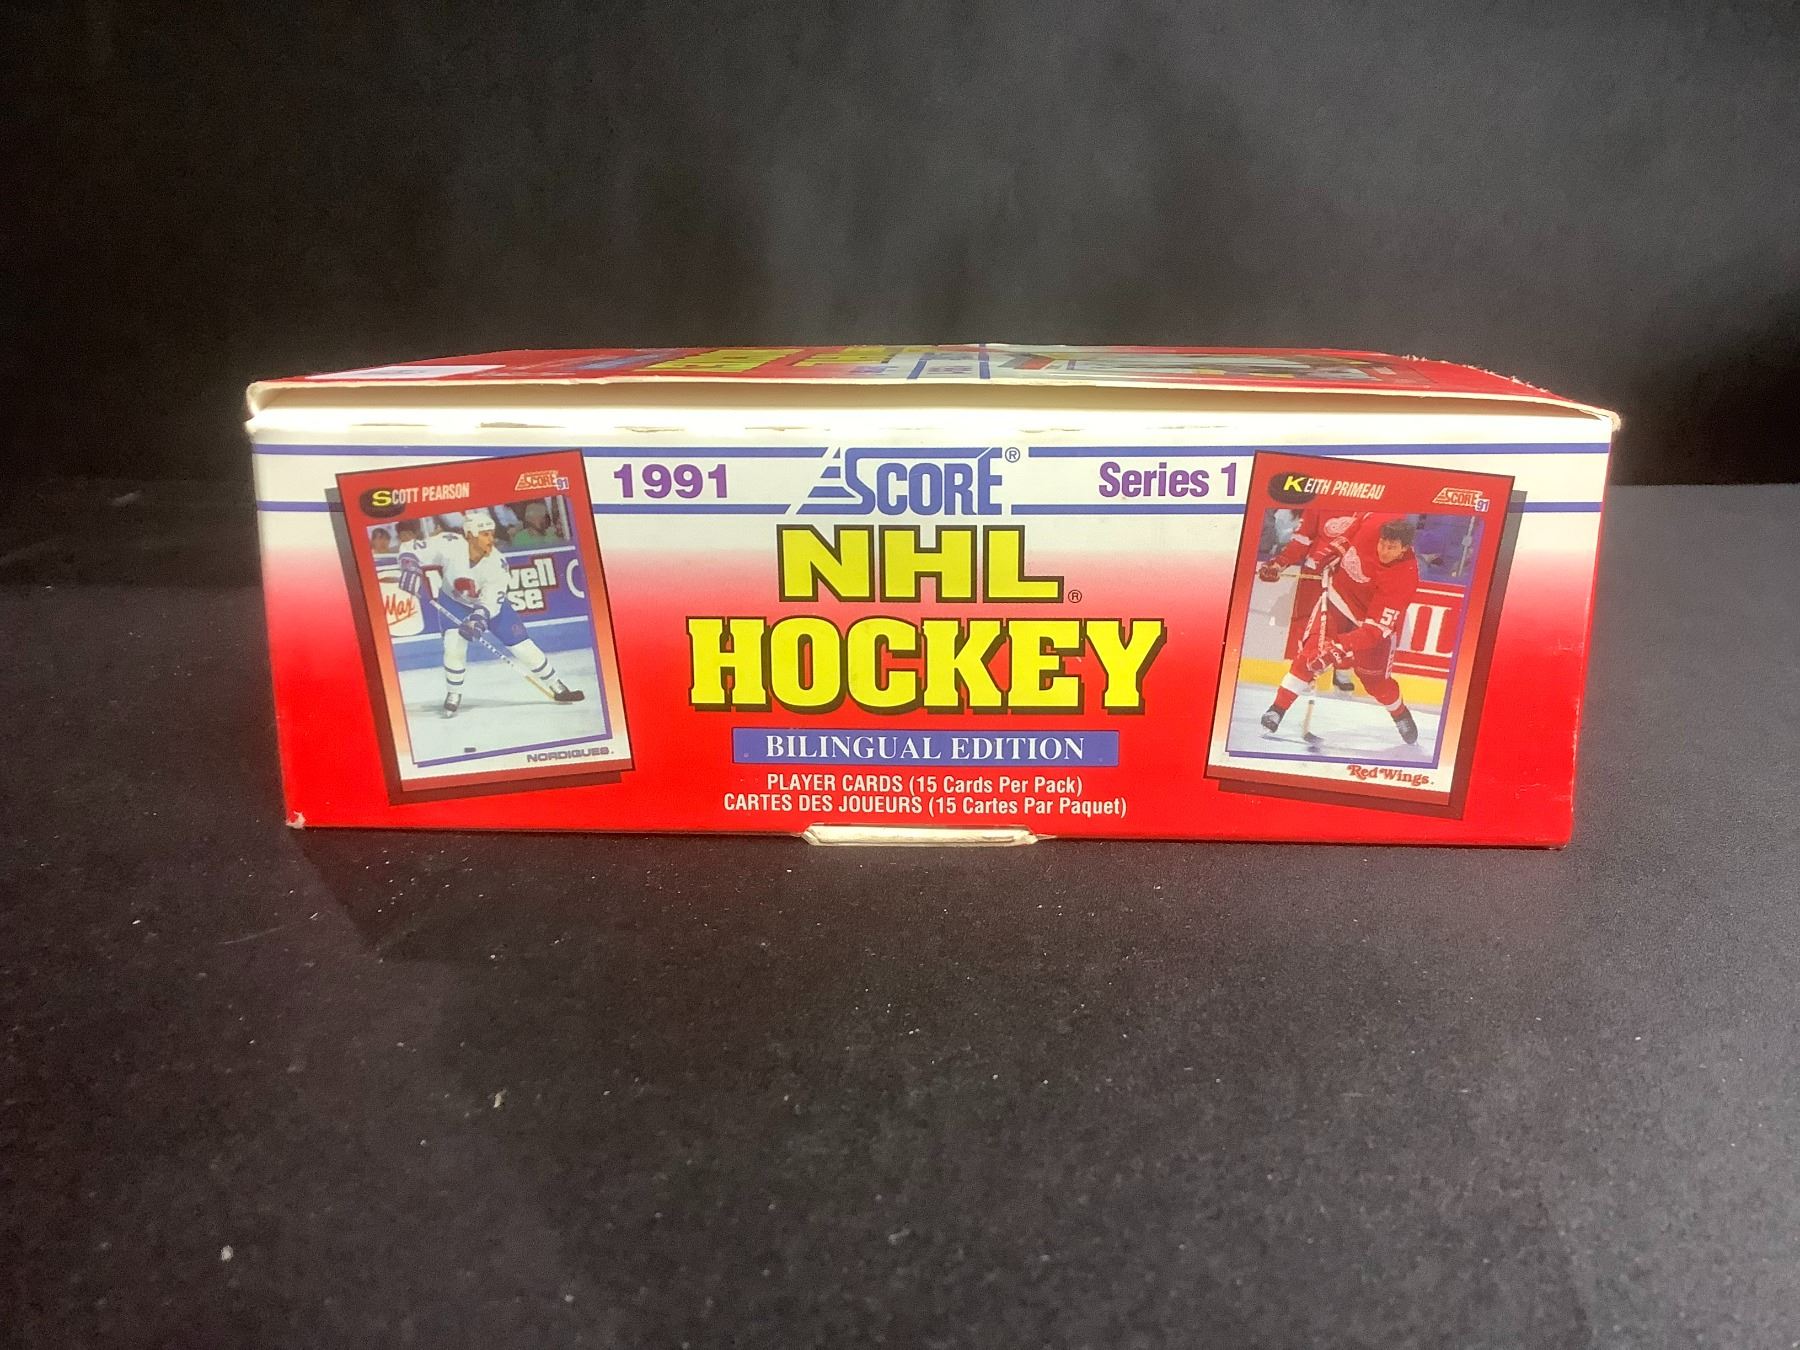 1991 SCORE® Series 1
SCOTT PEARSON
SCORE 91
KEITH PRIMEAU
SCORE 91
NHL®
HOCKEY
BILINGUAL EDITION
PLAYER CARDS (15 Cards Per Pack)
CARTES DES JOUEURS (15 Cartes Par Paquet)
Max
NORDIQUES.
Red Wings.